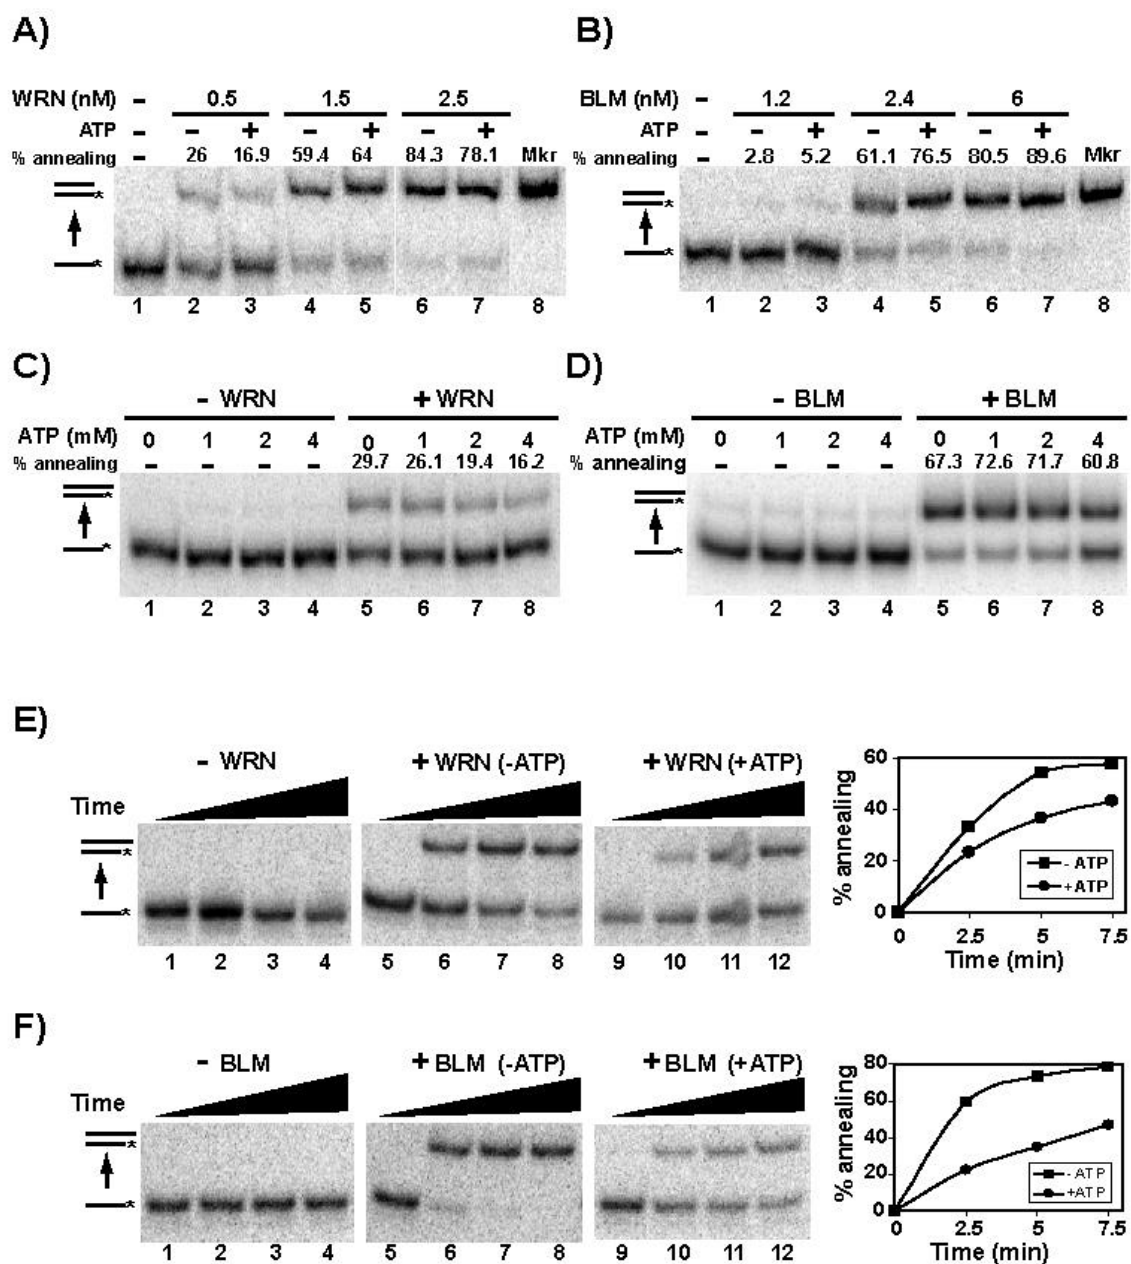 A)
WRN (nM) - 0.5 1.5 2.5
ATP - - + - + - +
% annealing - 26 16.9 59.4 64 84.3 78.1 Mkr
*
*
1 2 3 4 5 6 7 8
B)
BLM (nM) - 1.2 2.4 6
ATP - - + - + - +
% annealing - 2.8 5.2 61.1 76.5 80.5 89.6 Mkr
*
*
1 2 3 4 5 6 7 8
C)
- WRN + WRN
ATP (mM) 0 1 2 4 0 1 2 4
% annealing - - - - 29.7 26.1 19.4 16.2
*
*
1 2 3 4 5 6 7 8
D)
- BLM + BLM
ATP (mM) 0 1 2 4 0 1 2 4
% annealing - - - - 67.3 72.6 71.7 60.8
*
*
1 2 3 4 5 6 7 8
E)
- WRN + WRN (-ATP) + WRN (+ATP)
Time
*
*
1 2 3 4 5 6 7 8 9 10 11 12
% annealing
60
40
20
0
- ATP
+ATP
0 2.5 5 7.5
Time (min)
F)
- BLM + BLM (-ATP) + BLM (+ATP)
Time
*
*
1 2 3 4 5 6 7 8 9 10 11 12
% annealing
80
60
40
20
0
- ATP
+ATP
0 2.5 5 7.5
Time (min)